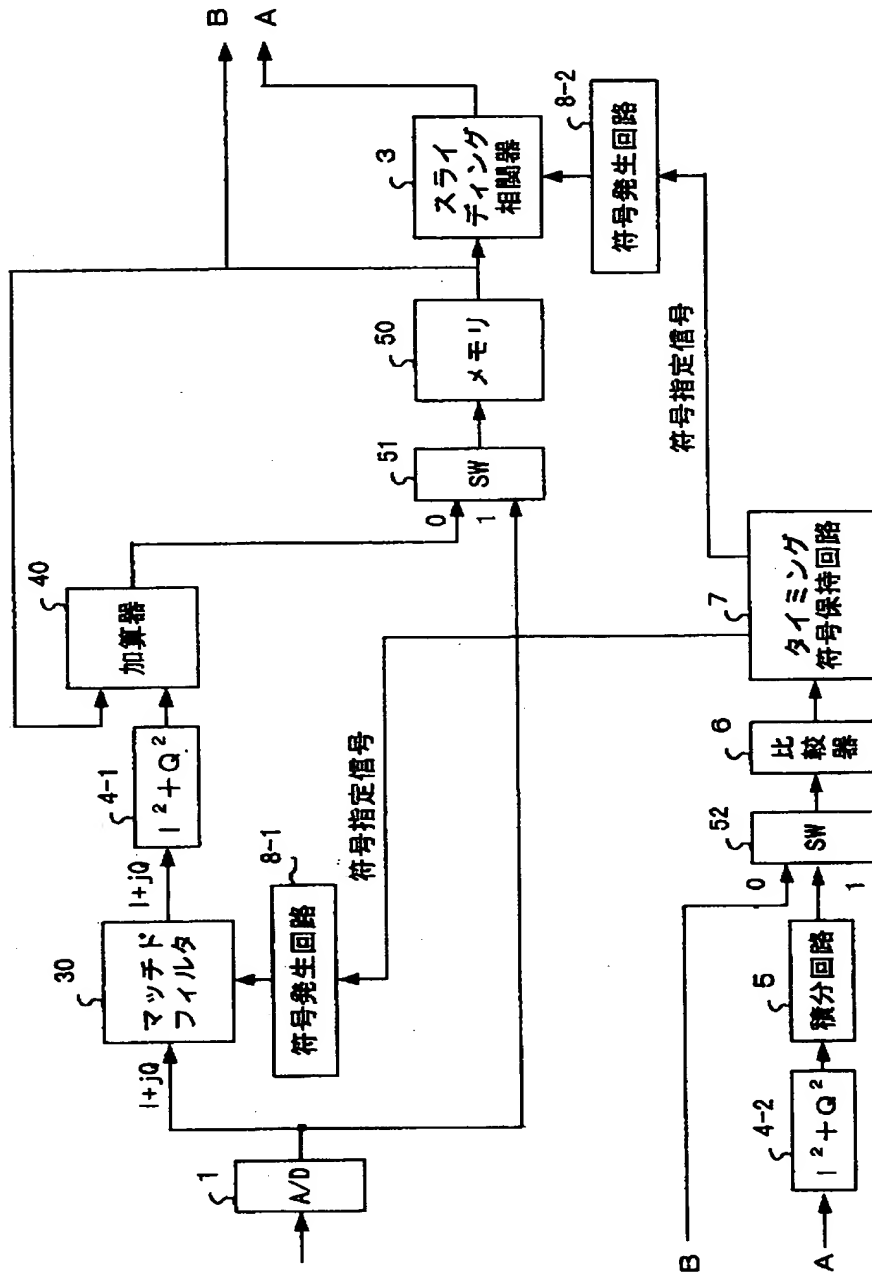 B
A
8-2
符号発生回路
3
スライ
ディング
相関器
50
メモリ
51
SW
0
1
40
加算器
4-1
I²+Q²
I+jQ
30
マッチド
フィルタ
I+jQ
8-1
符号発生回路
符号指定信号
1
A/D
符号指定信号
7
タイミング
符号保持回路
6
比較器
52
SW
0
1
5
積分回路
4-2
I²+Q²
B
A